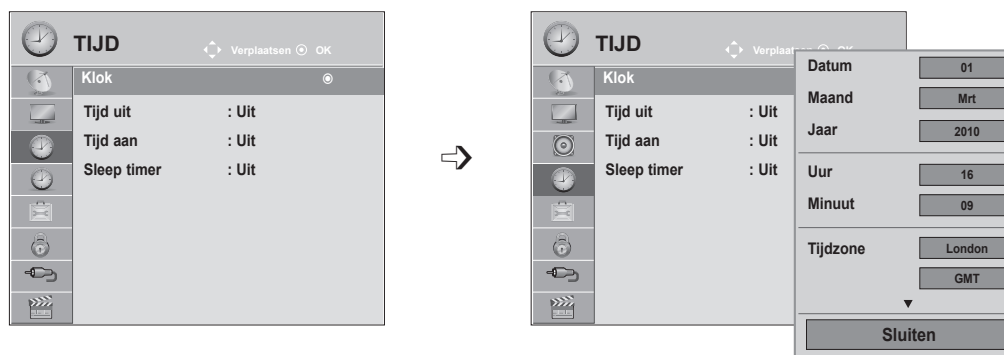 TIJD
Verplaatsen OK
Klok
Tijd uit : Uit
Tijd aan : Uit
Sleep timer : Uit
TIJD
Verplaatsen OK
Klok
Tijd uit : Uit
Tijd aan : Uit
Sleep timer : Uit
Datum 01
Maand Mrt
Jaar 2010
Uur 16
Minuut 09
Tijdzone London
GMT
Sluiten